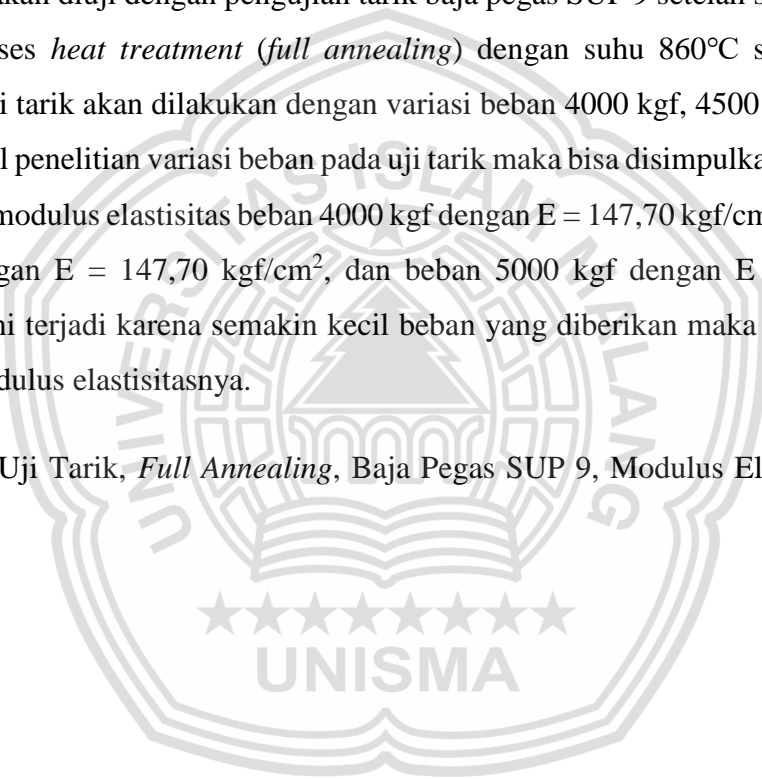 akan diuji dengan pengujian tarik baja pegas SUP 9 setelah
ses heat treatment (full annealing) dengan suhu 860℃ s
i tarik akan dilakukan dengan variasi beban 4000 kgf, 4500
l penelitian variasi beban pada uji tarik maka bisa disimpulka
modulus elastisitas beban 4000 kgf dengan E = 147,70 kgf/cm
gan E = 147,70 kgf/cm², dan beban 5000 kgf dengan E
ni terjadi karena semakin kecil beban yang diberikan maka
dulus elastisitasnya.
Uji Tarik, Full Annealing, Baja Pegas SUP 9, Modulus El
UNIVERSITAS ISLAM MALANG
UNISMA